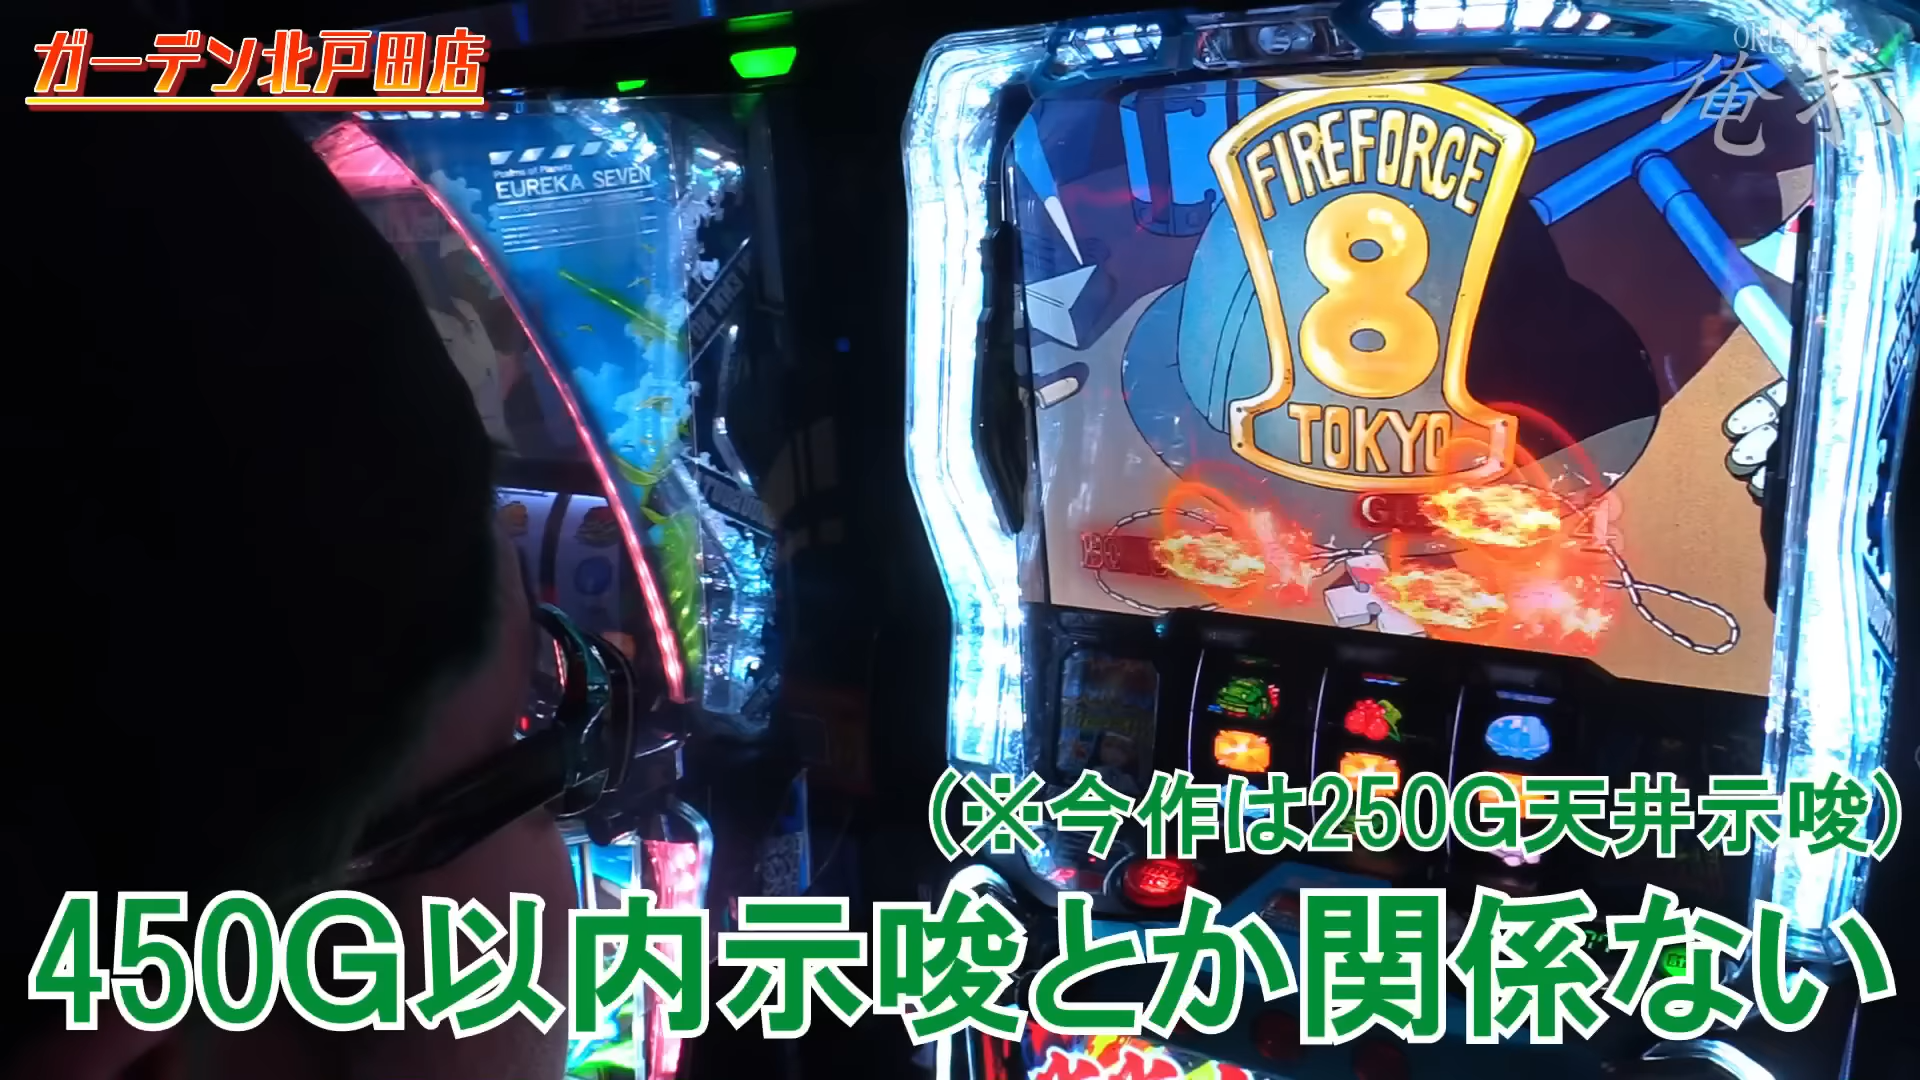 ガーデン北戸田店
俺打
EUREKA SEVEN
FIREFORCE
8
TOKYO
(※今作は250G天井示唆)
450G以内示唆とか関係ない